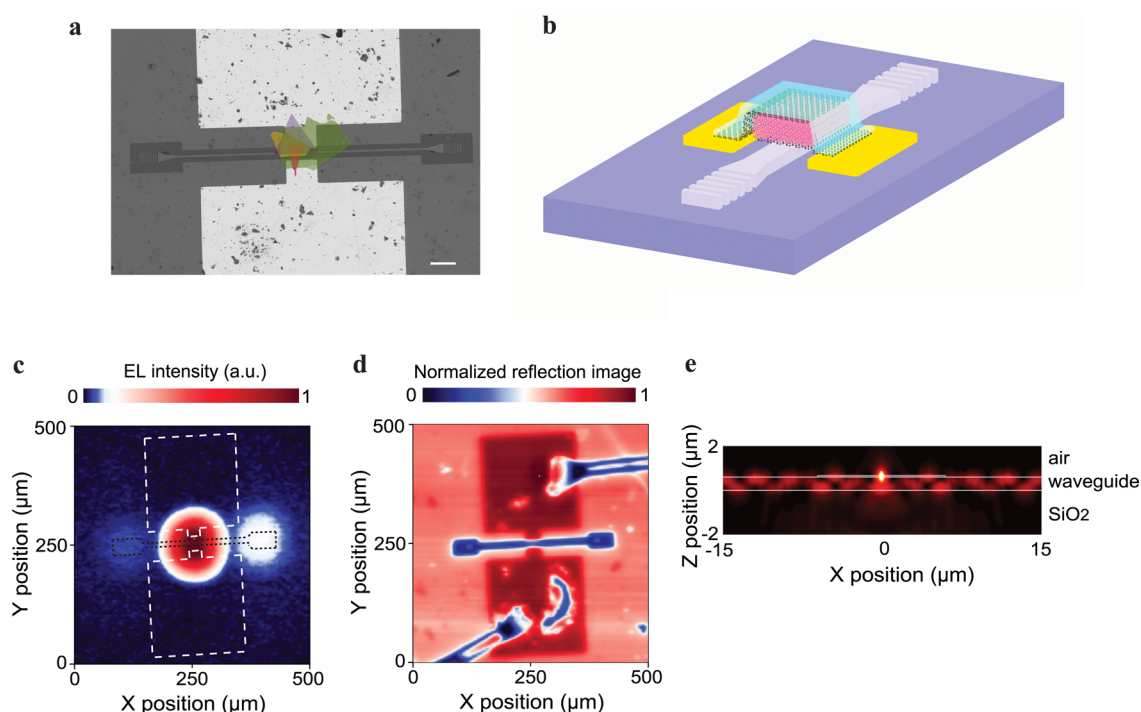 a
b
c
EL intensity (a.u.)
0
1
500
250
0
Y position (µm)
0
250
500
X position (µm)
d
Normalized reflection image
0
1
500
250
0
Y position (µm)
0
250
500
X position (µm)
e
2
-2
Z position (µm)
air
waveguide
SiO2
-15
0
15
X position (µm)